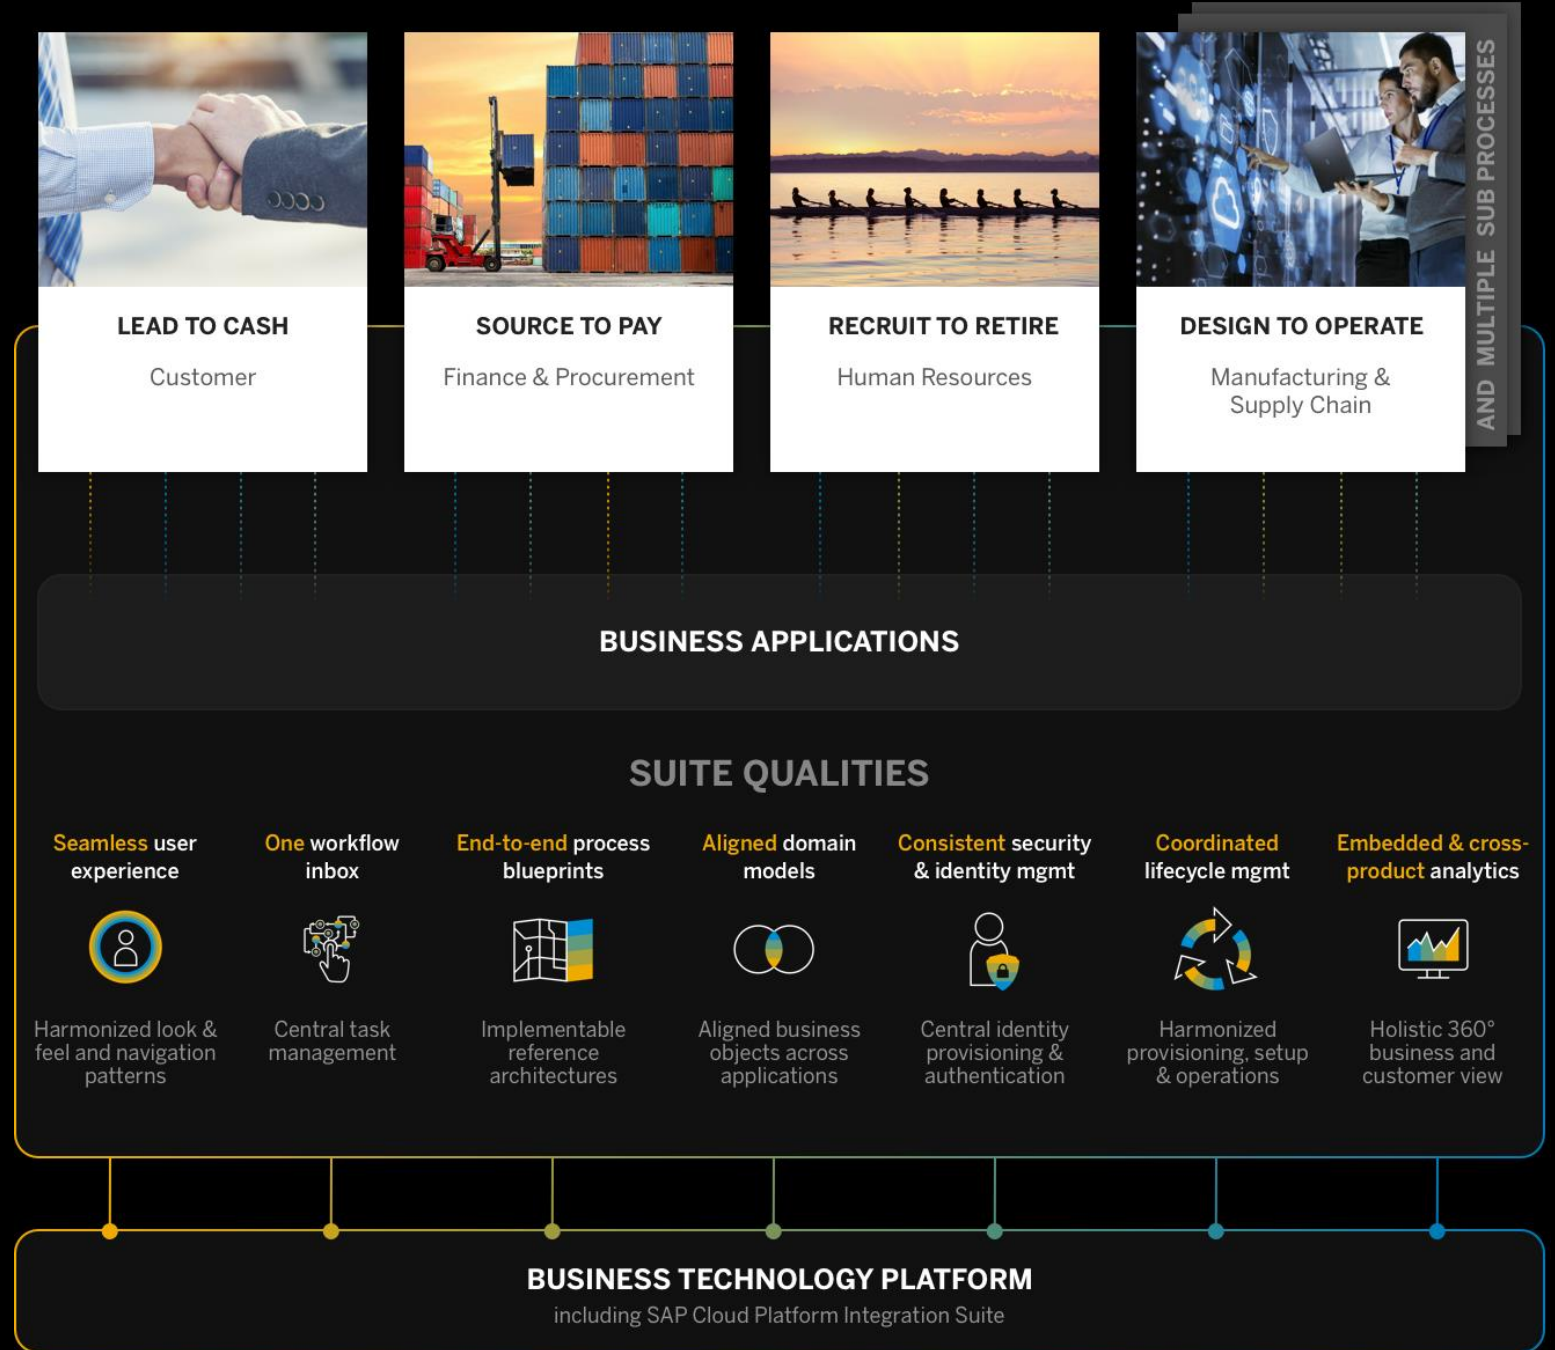 LEAD TO CASH
Customer
SOURCE TO PAY
Finance & Procurement
RECRUIT TO RETIRE
Human Resources
DESIGN TO OPERATE
Manufacturing &
Supply Chain
AND MULTIPLE SUB PROCESSES
BUSINESS APPLICATIONS
SUITE QUALITIES
Seamless user
experience
Harmonized look &
feel and navigation
patterns
One workflow
inbox
Central task
management
End-to-end process
blueprints
Implementable
reference
architectures
Aligned domain
models
Aligned business
objects across
applications
Consistent security
& identity mgmt
Central identity
provisioning &
authentication
Coordinated
lifecycle mgmt
Harmonized
provisioning, setup
& operations
Embedded & cross-
product analytics
Holistic 360°
business and
customer view
BUSINESS TECHNOLOGY PLATFORM
including SAP Cloud Platform Integration Suite